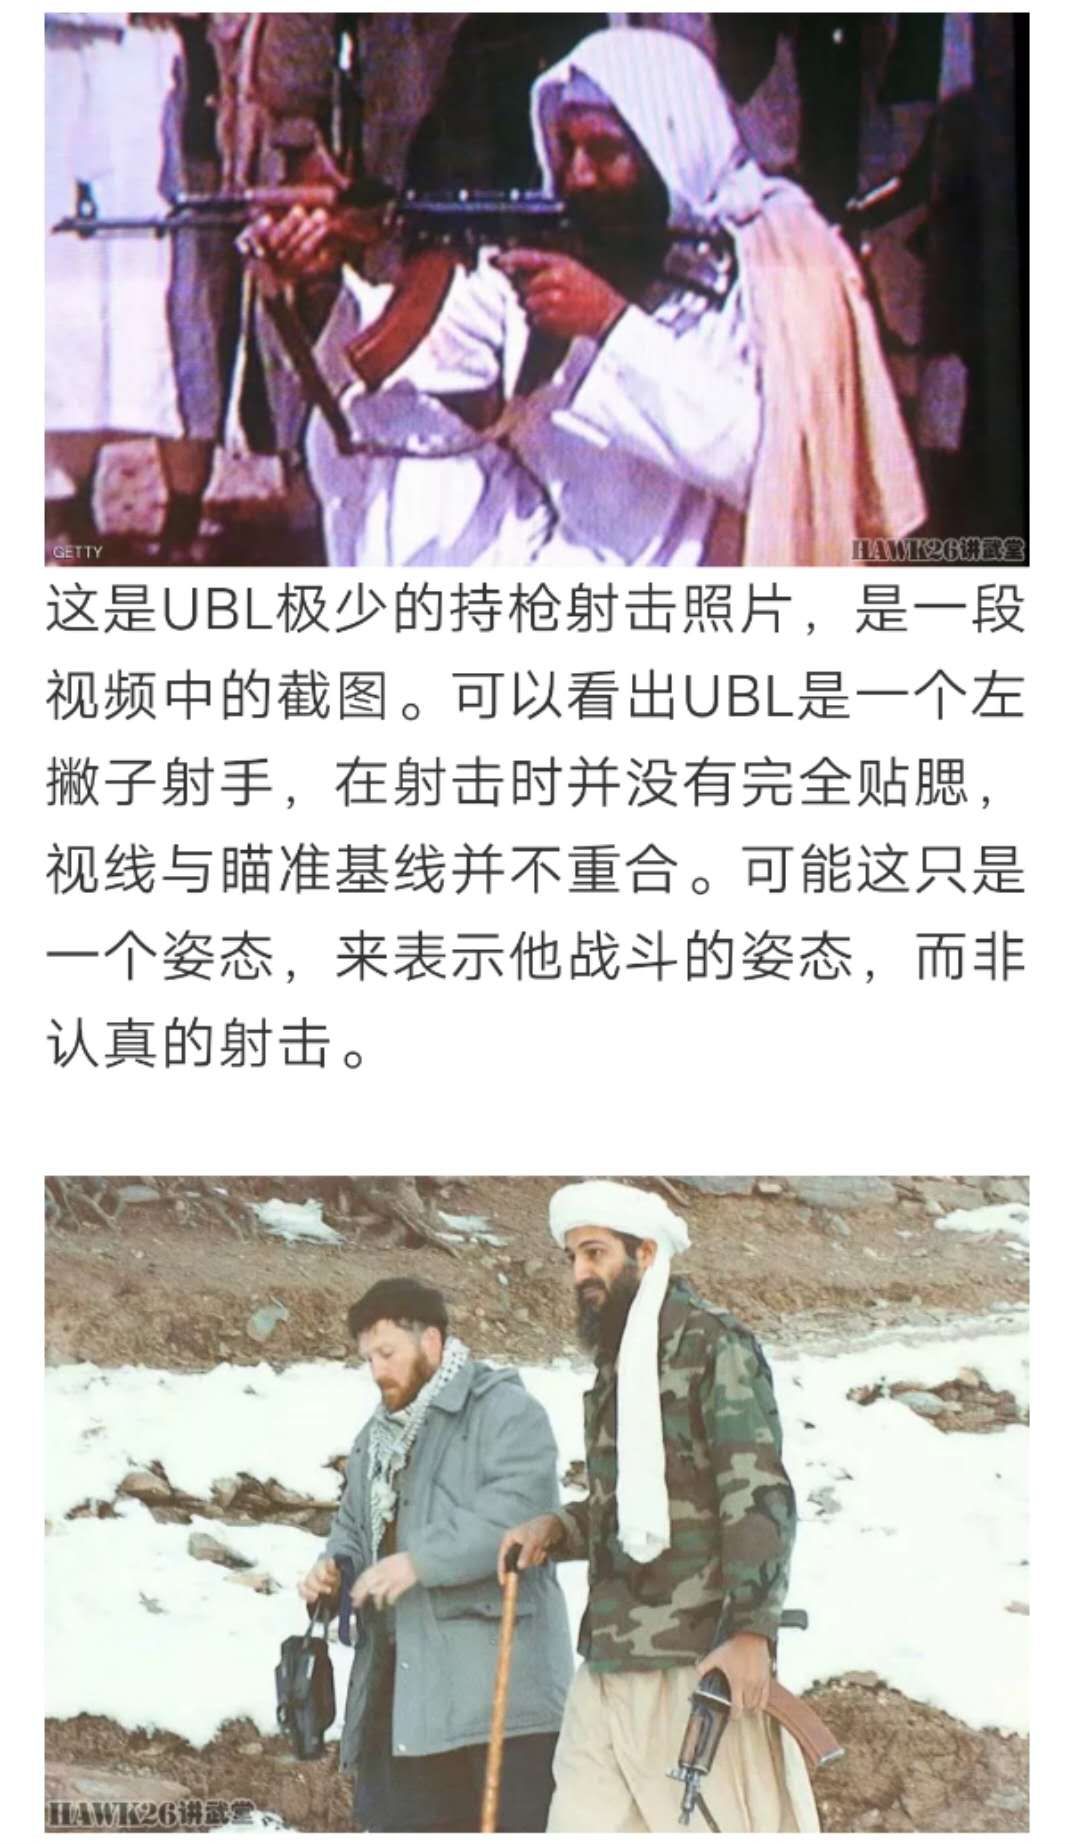 GETTY
HAWK26讲武堂
这是UBL极少的持枪射击照片，是一段
视频中的截图。可以看出UBL是一个左
撇子射手，在射击时并没有完全贴腮，
视线与瞄准基线并不重合。可能这只是
一个姿态，来表示他战斗的姿态，而非
认真的射击。
HAWK26讲武堂